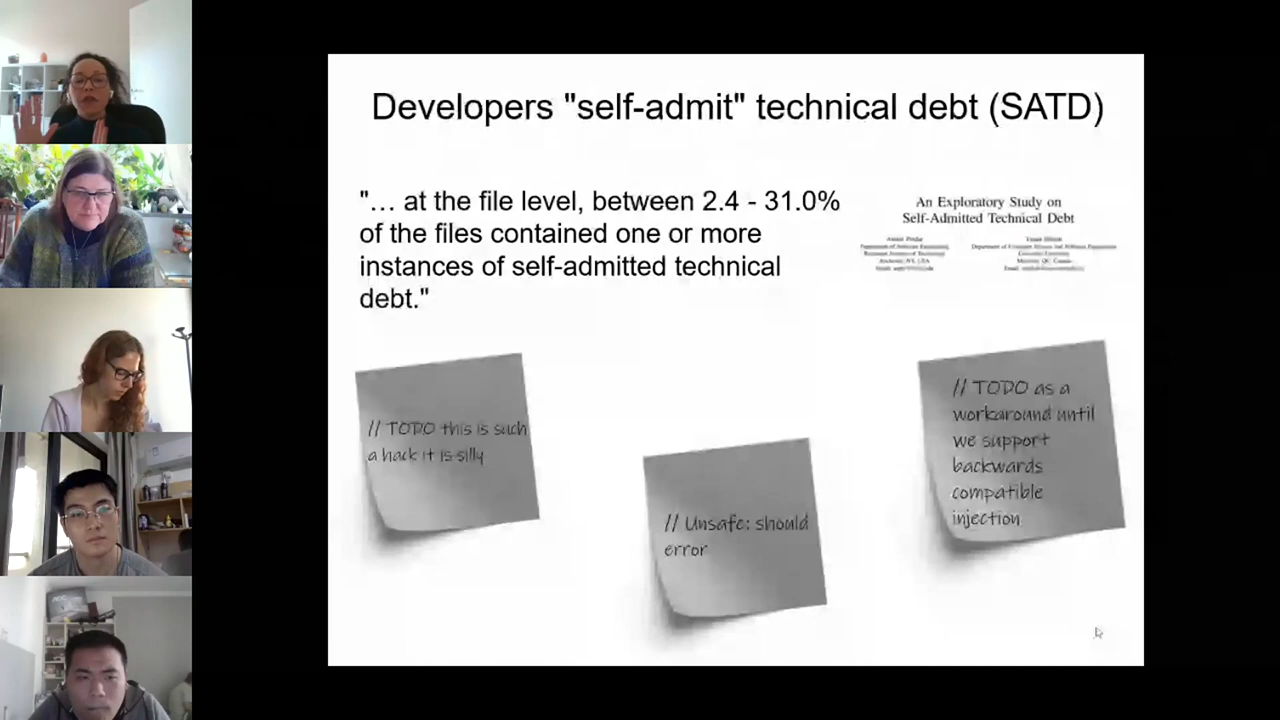 Developers "self-admit" technical debt (SATD)
"… at the file level, between 2.4 - 31.0%
of the files contained one or more
instances of self-admitted technical
debt."
An Exploratory Study on
Self-Admitted Technical Debt
// TODO this is such
a hack it is silly
// Unsafe: should
error
// TODO as a
workaround until
we support
backwards
compatible
injection